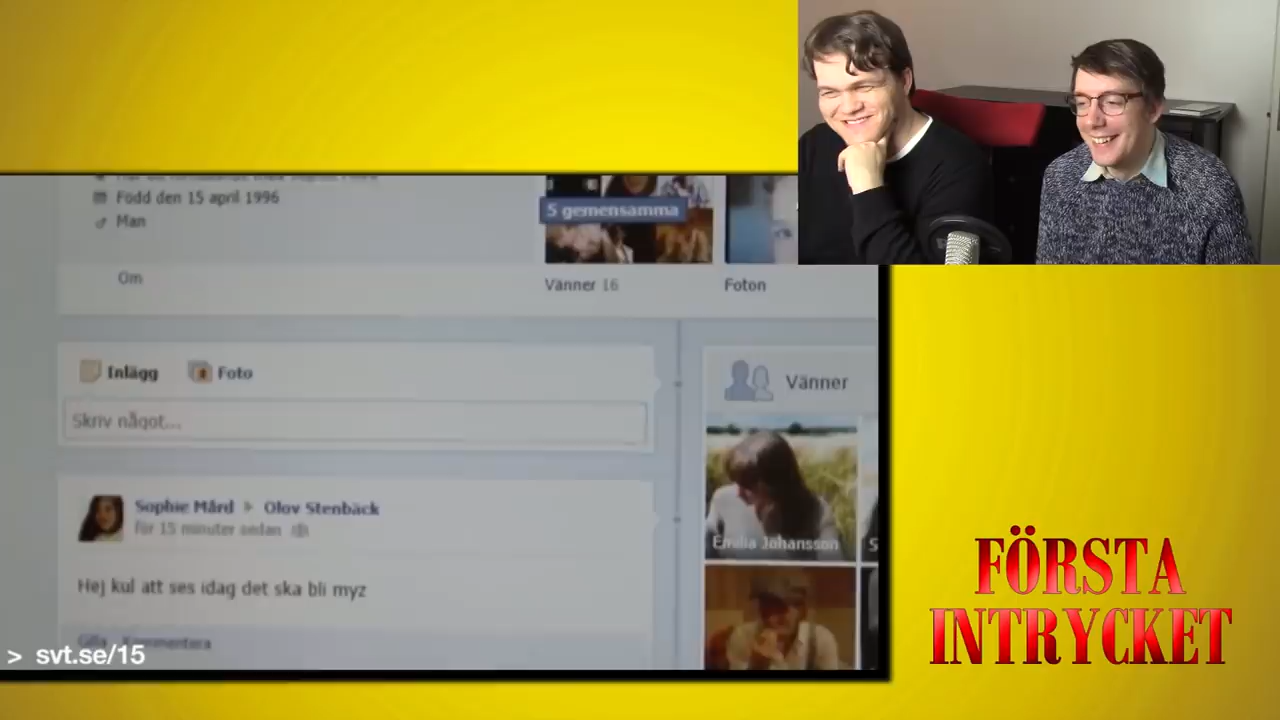 Född den 15 april 1996
Man
Om
5 gemensamma
Vänner 16
Foton
Inlägg
Foto
Skriv något...
Vänner
Sophie Mård
Olov Stenbäck
för 15 minuter sedan
Hej kul att ses idag det ska bli myz
Gilla Kommentera
Emilia Johansson
S
> svt.se/15
FÖRSTA
INTRYCKET